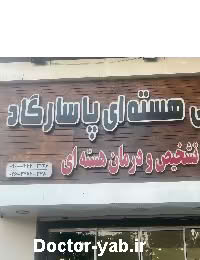 ی هسته ای پاسارگاد
تشخیص و درمان هسته ای
Doctor-yab.ir